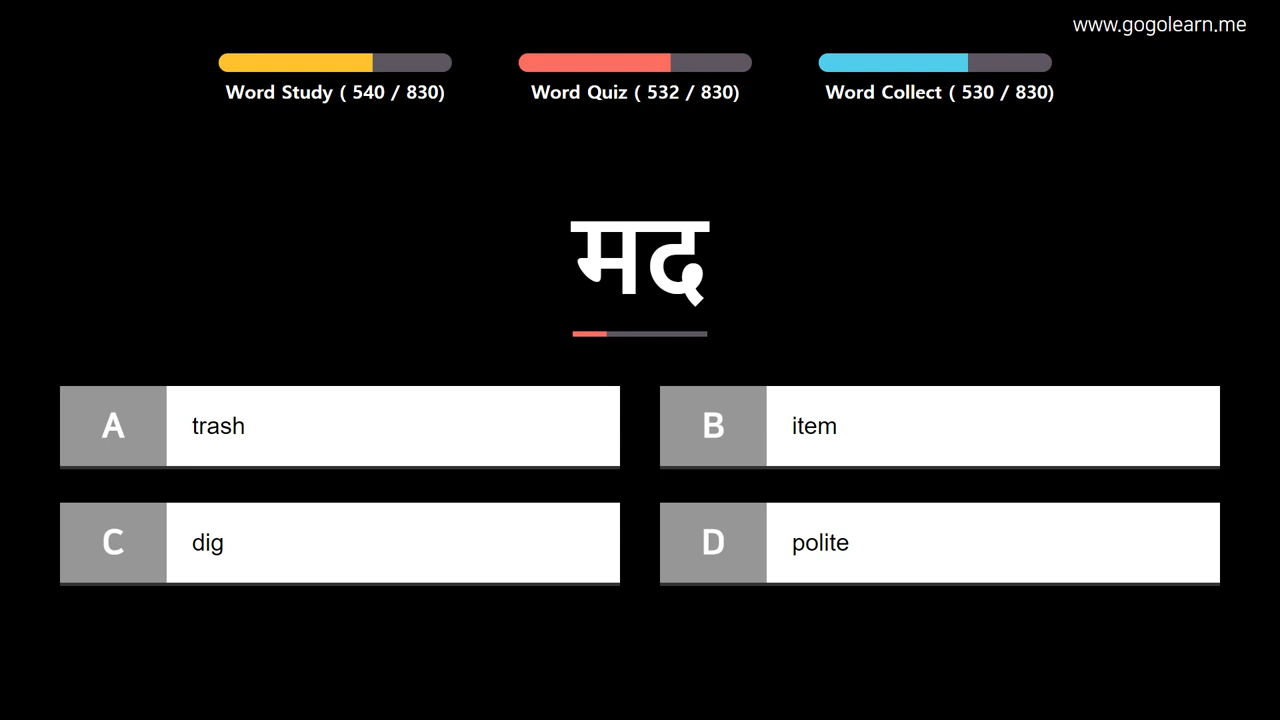 www.gogolearn.me
Word Study ( 540 / 830)
Word Quiz ( 532 / 830)
Word Collect ( 530 / 830)
मद
A trash
B item
C dig
D polite